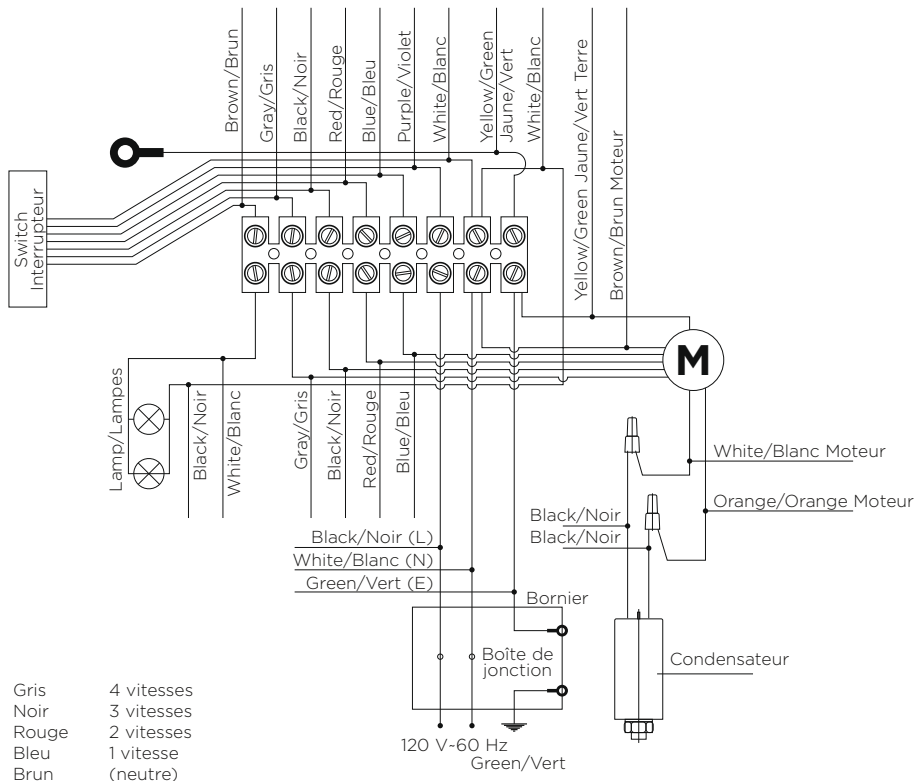 Brown/Brun
Gray/Gris
Black/Noir
Red/Rouge
Blue/Bleu
Purple/Violet
White/Blanc
Yellow/Green
Jaune/Vert
White/Blanc
Yellow/Green Jaune/Vert Terre
Brown/Brun Moteur
Switch
Interrupteur
M
Lamp/Lampes
Black/Noir
White/Blanc
Gray/Gris
Black/Noir
Red/Rouge
Blue/Bleu
White/Blanc Moteur
Orange/Orange Moteur
Black/Noir
Black/Noir
Black/Noir (L)
White/Blanc (N)
Green/Vert (E)
Bornier
Boîte de
jonction
Condensateur
120 V~60 Hz
Green/Vert
Gris 4 vitesses
Noir 3 vitesses
Rouge 2 vitesses
Bleu 1 vitesse
Brun (neutre)